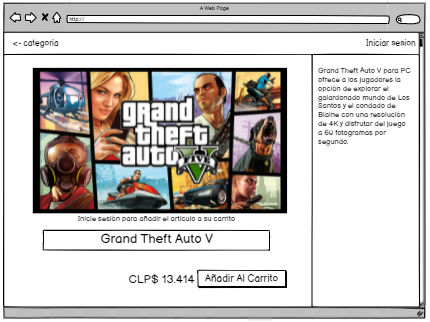 A Web Page
http://
<- categoria
Iniciar sesion
grand
theft
auto V
FIVE
Inicie sesión para añadir el artículo a su carrito
Grand Theft Auto V
CLP$ 13.414
Añadir Al Carrito
Grand Theft Auto V para PC
ofrece a los jugadores la
opción de explorar el
galardonado mundo de Los
Santos y el condado de
Blaine con una resolución
de 4K y disfrutar del juego
a 60 fotogramas por
segundo.